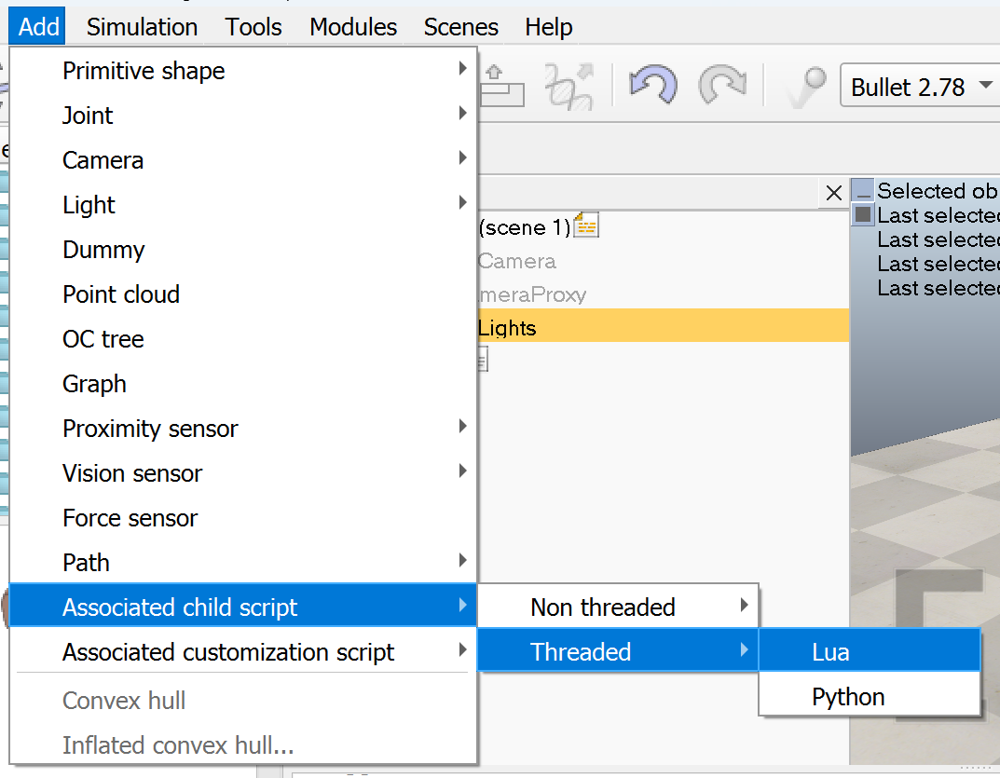 Add Simulation Tools Modules Scenes Help
Primitive shape
Joint
Camera
Light
Dummy
Point cloud
OC tree
Graph
Proximity sensor
Vision sensor
Force sensor
Path
Associated child script
Associated customization script
Convex hull
Inflated convex hull...
Non threaded
Threaded
Lua
Python
Bullet 2.78
(scene 1)
Camera
meraProxy
Lights
Selected ob
Last selected
Last selected
Last selected
Last selected